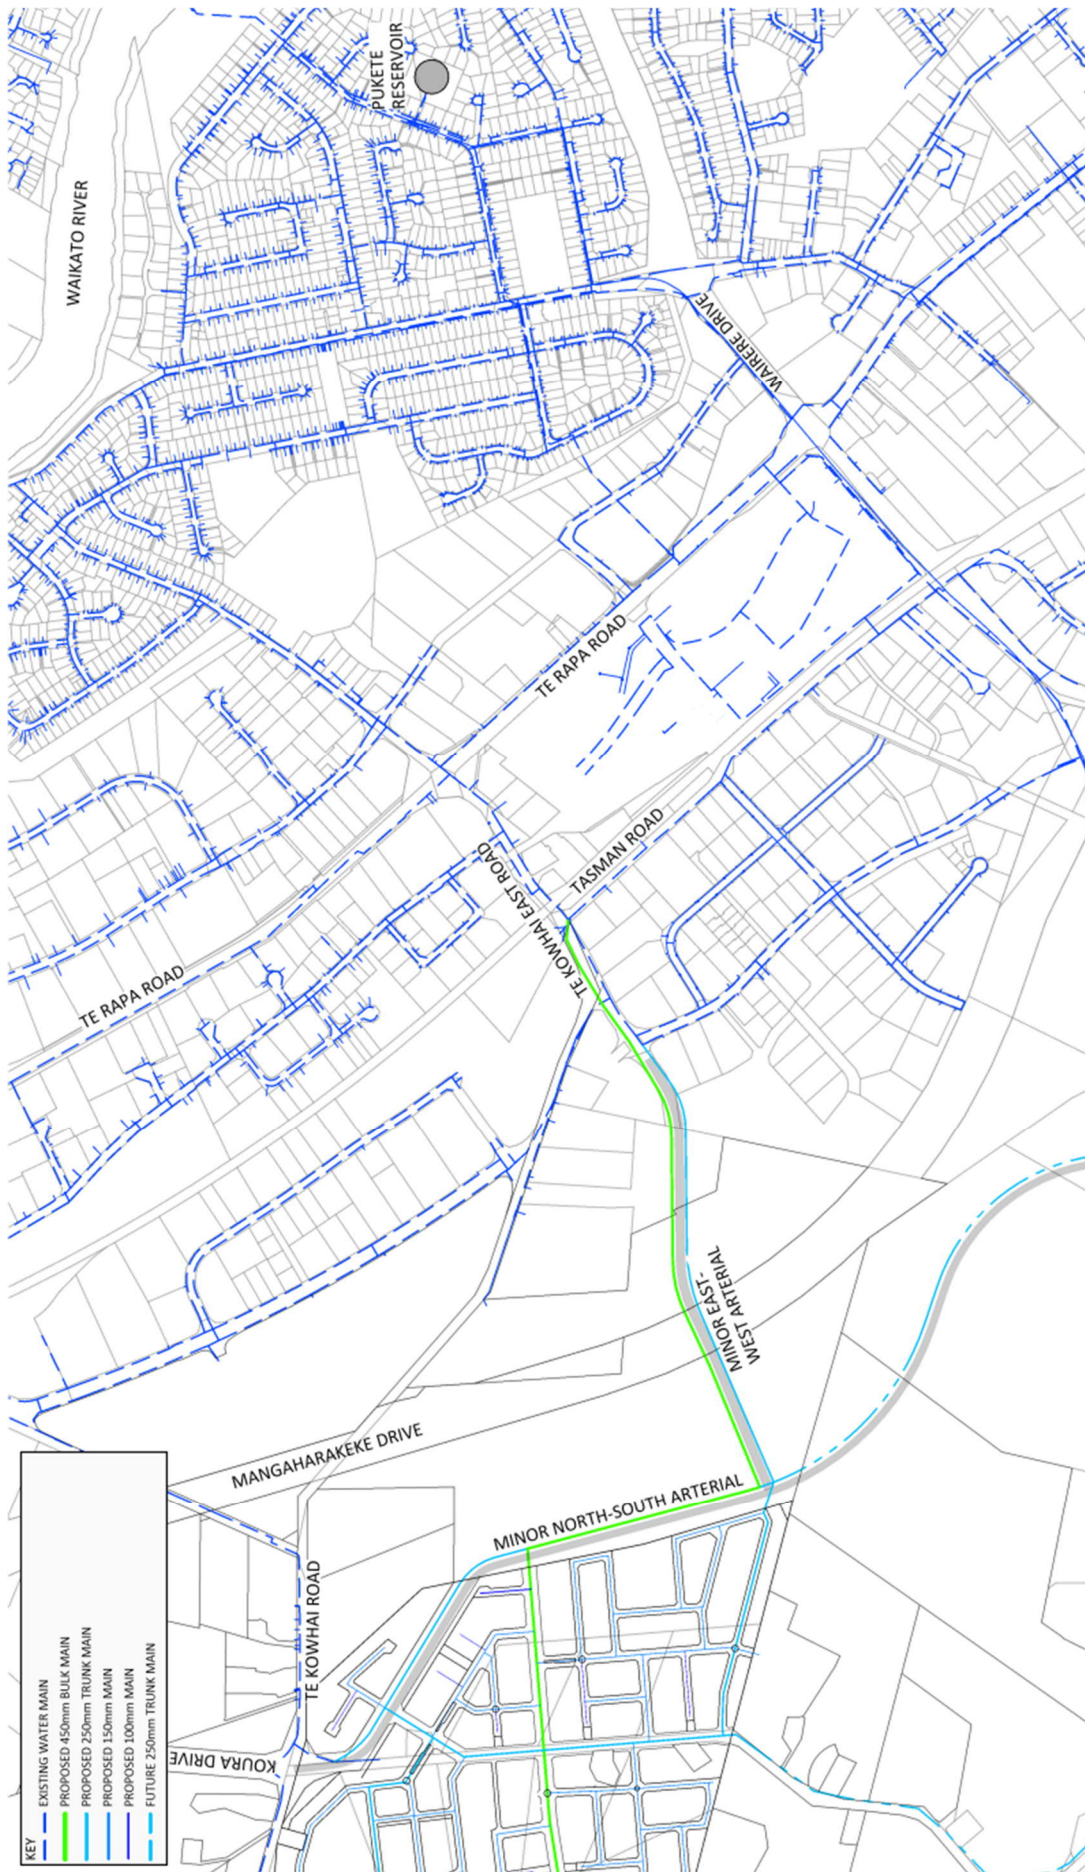 WAIKATO RIVER
PUKETE
RESERVOIR
WAIRERE DRIVE
TE RAPA ROAD
TASMAN ROAD
TE KOWHAI EAST ROAD
TE RAPA ROAD
MINOR EAST-
WEST ARTERIAL
MANGAHARAKEKE DRIVE
MINOR NORTH-SOUTH ARTERIAL
TE KOWHAI ROAD
KOURA DRIVE
KEY
EXISTING WATER MAIN
PROPOSED 450mm BULK MAIN
PROPOSED 250mm TRUNK MAIN
PROPOSED 150mm MAIN
PROPOSED 100mm MAIN
FUTURE 250mm TRUNK MAIN